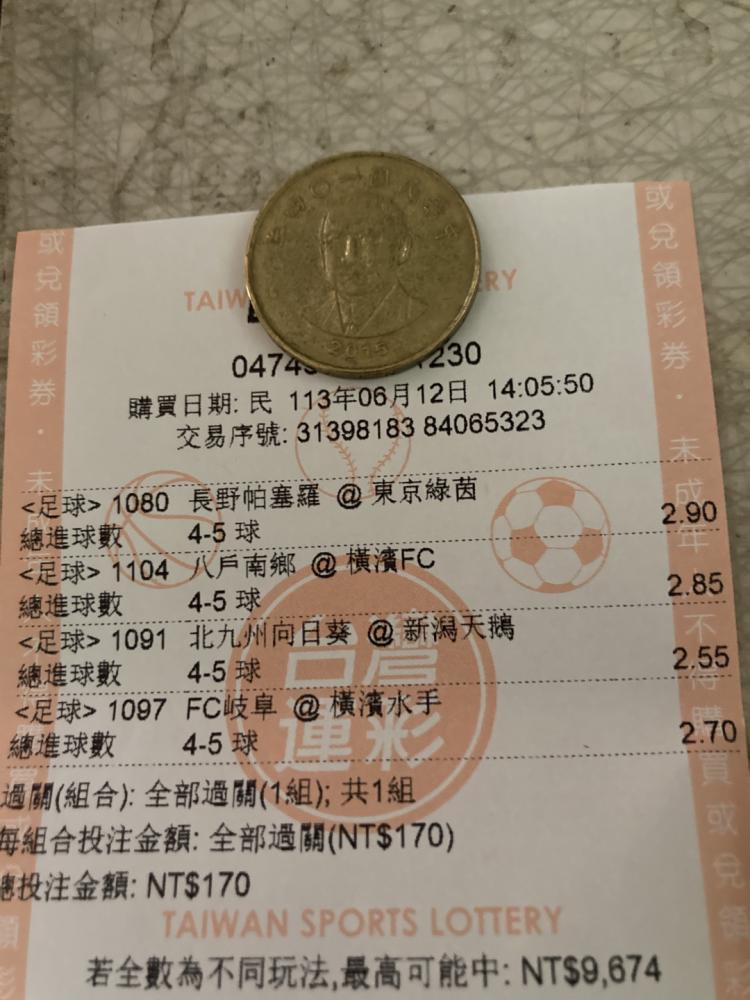 TAIW
RY
0474
1230
購買日期: 民 113年06月12日 14:05:50
交易序號: 31398183 84065323
<足球> 1080 長野帕塞羅 @ 東京綠茵
總進球數 4-5 球 2.90
<足球> 1104 八戶南鄉 @ 橫濱FC
總進球數 4-5 球 2.85
<足球> 1091 北九州向日葵 @ 新潟天鵝
總進球數 4-5 球 2.55
<足球> 1097 FC岐阜 @ 橫濱水手
總進球數 4-5 球 2.70
台灣運彩
過關(組合): 全部過關(1組); 共1組
每組合投注金額: 全部過關(NT$170)
總投注金額: NT$170
TAIWAN SPORTS LOTTERY
若全數為不同玩法,最高可能中: NT$9,674
或兌領彩券.未成
或兌領彩券.未成年不得購買或兌領彩
2015